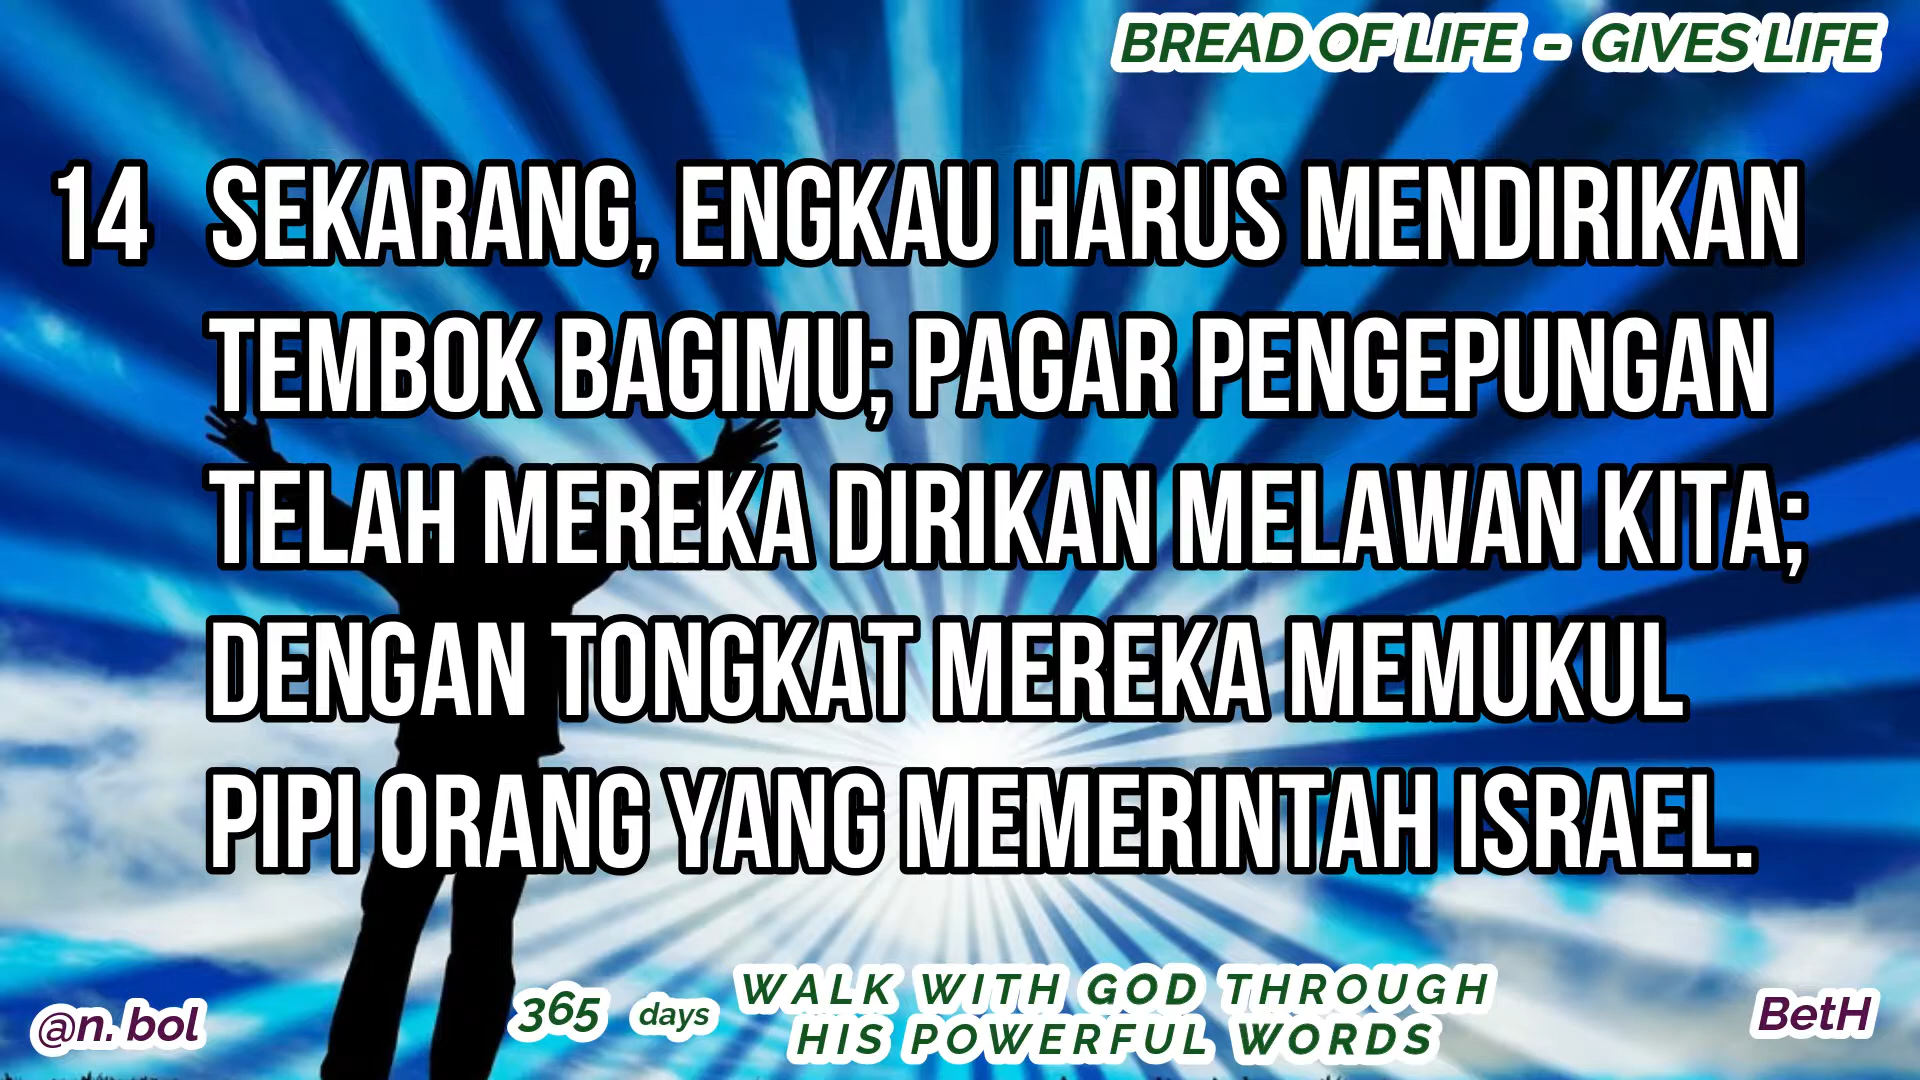 BREAD OF LIFE - GIVES LIFE
14 SEKARANG, ENGKAU HARUS MENDIRIKAN
TEMBOK BAGIMU; PAGAR PENGEPUNGAN
TELAH MEREKA DIRIKAN MELAWAN KITA;
DENGAN TONGKAT MEREKA MEMUKUL
PIPI ORANG YANG MEMERINTAH ISRAEL.
@n. bol
365 days
WALK WITH GOD THROUGH
HIS POWERFUL WORDS
BetH